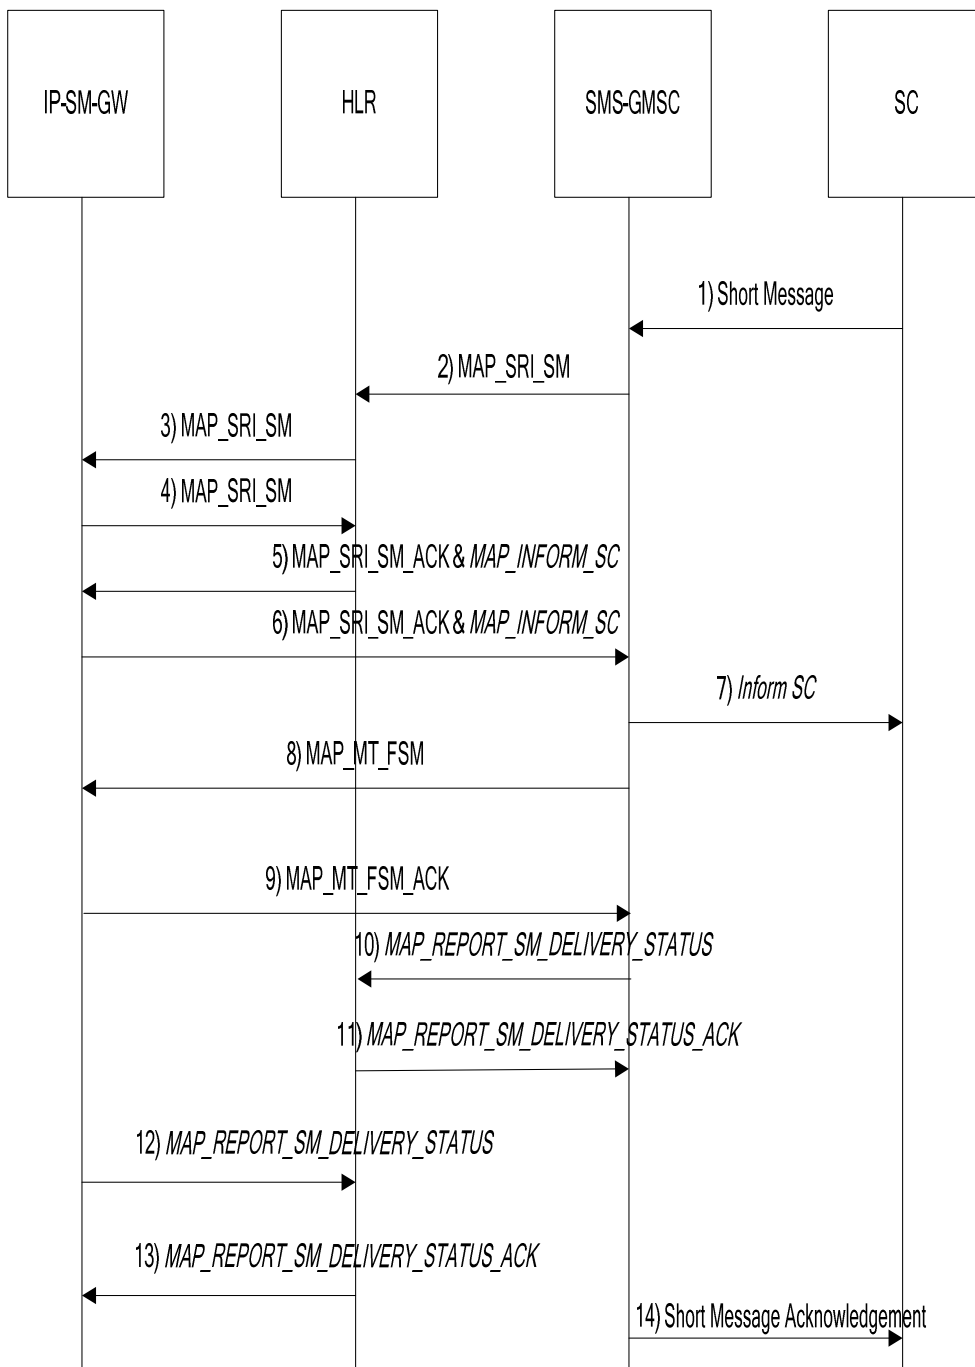 IP-SM-GW
HLR
SMS-GMSC
SC
1) Short Message
2) MAP_SRI_SM
3) MAP_SRI_SM
4) MAP_SRI_SM
5) MAP_SRI_SM_ACK & MAP_INFORM_SC
6) MAP_SRI_SM_ACK & MAP_INFORM_SC
7) Inform SC
8) MAP_MT_FSM
9) MAP_MT_FSM_ACK
10) MAP_REPORT_SM_DELIVERY_STATUS
11) MAP_REPORT_SM_DELIVERY_STATUS_ACK
12) MAP_REPORT_SM_DELIVERY_STATUS
13) MAP_REPORT_SM_DELIVERY_STATUS_ACK
14) Short Message Acknowledgement